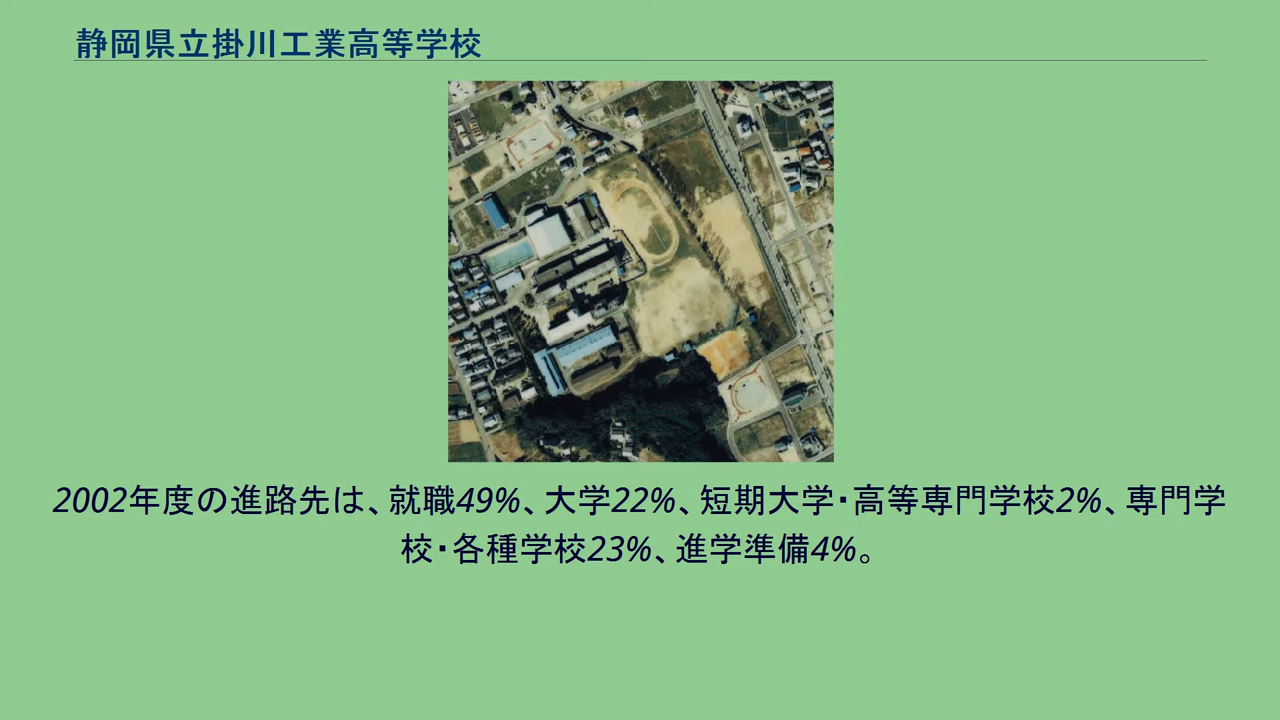 静岡県立掛川工業高等学校
2002年度の進路先は、就職49%、大学22%、短期大学・高等専門学校2%、専門学
校・各種学校23%、進学準備4%。